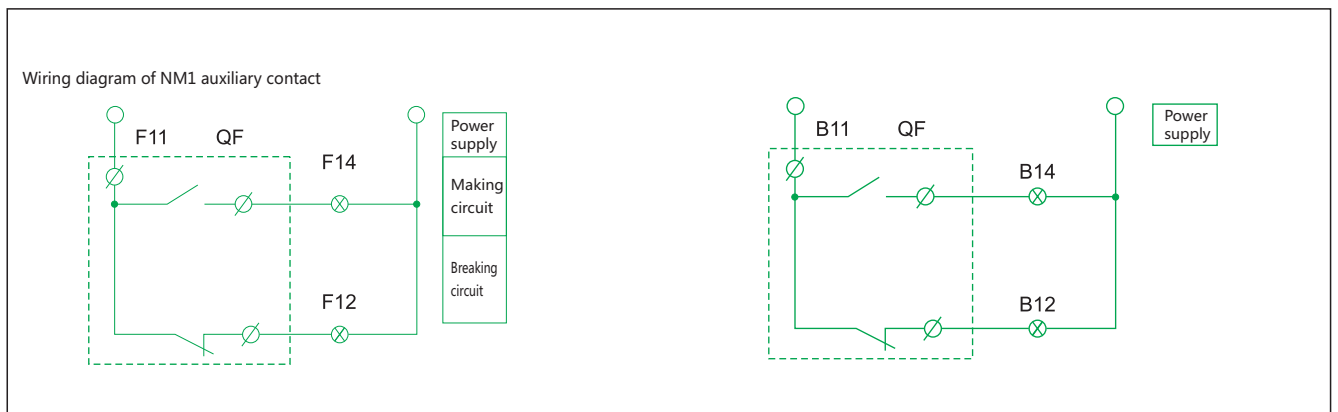 Wiring diagram of NM1 auxiliary contact
F11
QF
F14
F12
Power
supply
Making
circuit
Breaking
circuit
B11
QF
B14
B12
Power
supply